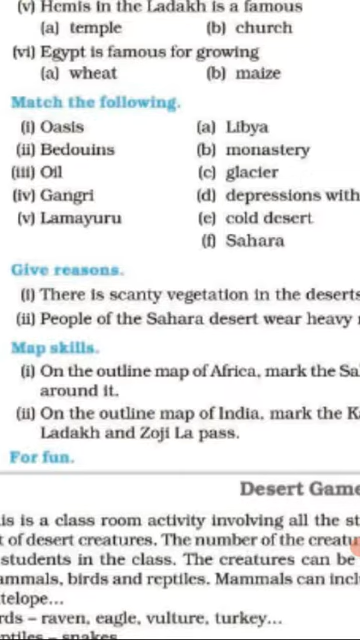 (v) Hemis in the Ladakh is a famous
(a) temple (b) church
(vi) Egypt is famous for growing
(a) wheat (b) maize
Match the following.
(i) Oasis (a) Libya
(ii) Bedouins (b) monastery
(iii) Oil (c) glacier
(iv) Gangri (d) depressions with
(v) Lamayuru (e) cold desert
(f) Sahara
Give reasons.
(i) There is scanty vegetation in the deserts
(ii) People of the Sahara desert wear heavy
Map skills.
(i) On the outline map of Africa, mark the Sa
around it.
(ii) On the outline map of India, mark the K
Ladakh and Zoji La pass.
For fun.
Desert Game
is is a class room activity involving all the st
t of desert creatures. The number of the creatu
students in the class. The creatures can be
ammals, birds and reptiles. Mammals can incl
telope...
rds – raven, eagle, vulture, turkey...
ptiles – snakes